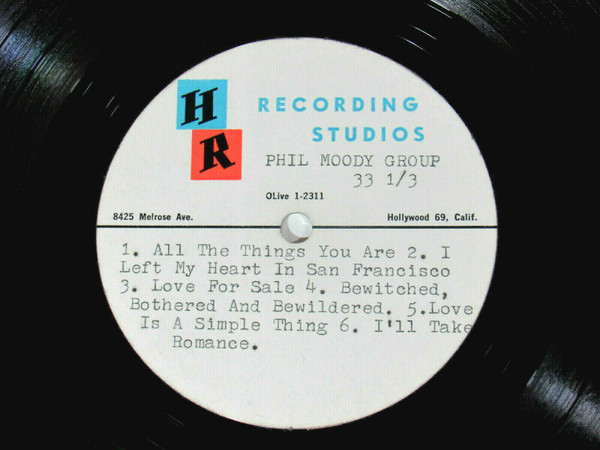 H R
RECORDING
STUDIOS
PHIL MOODY GROUP
33 1/3
OLive 1-2311
8425 Melrose Ave. Hollywood 69, Calif.
1. All The Things You Are 2. I
Left My Heart In San Francisco
3. Love For Sale 4. Bewitched,
Bothered And Bewildered. 5.Love
Is A Simple Thing 6. I'll Take
Romance.